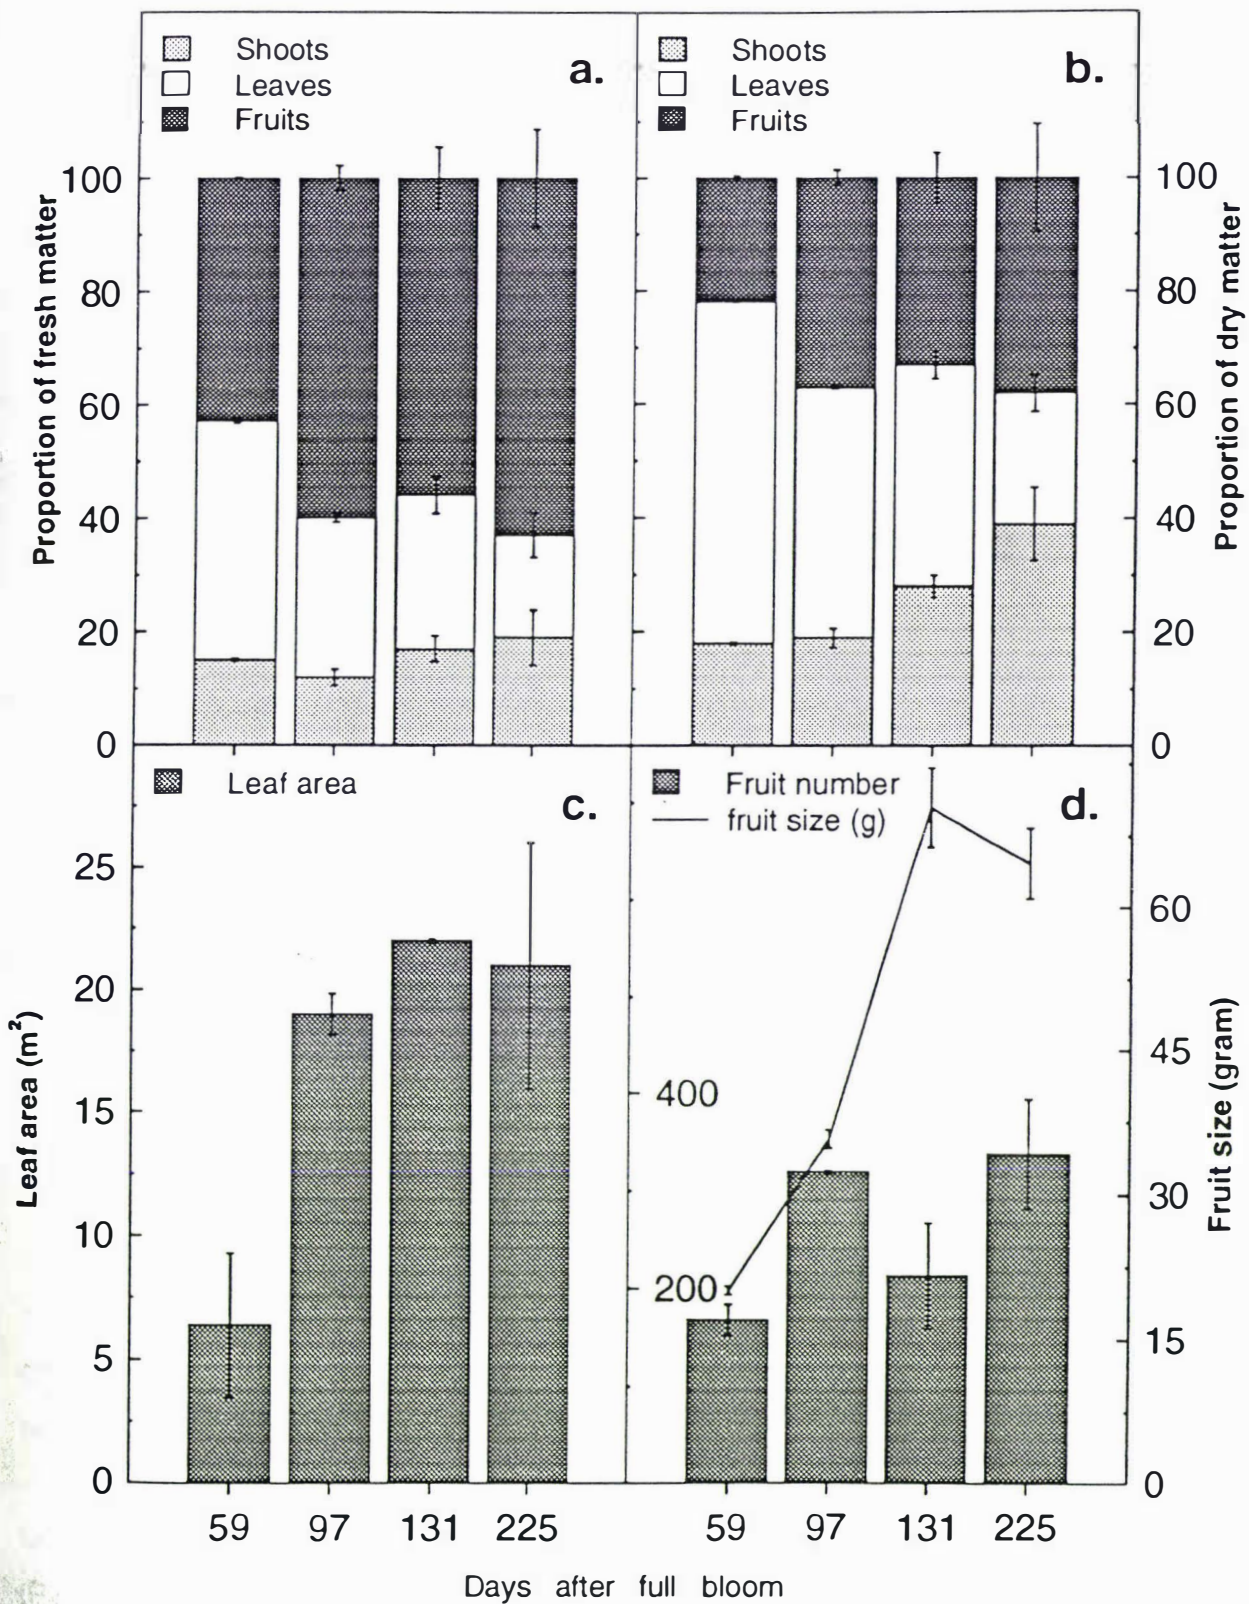 Shoots
Leaves
Fruits
a.
Shoots
Leaves
Fruits
b.
100
80
60
40
20
0
Proportion of fresh matter
100
80
60
40
20
0
Proportion of dry matter
Leaf area
c.
25
20
15
10
5
0
Leaf area (m²)
Fruit number
fruit size (g)
d.
400
200
60
45
30
15
0
Fruit size (gram)
59 97 131 225
59 97 131 225
Days after full bloom